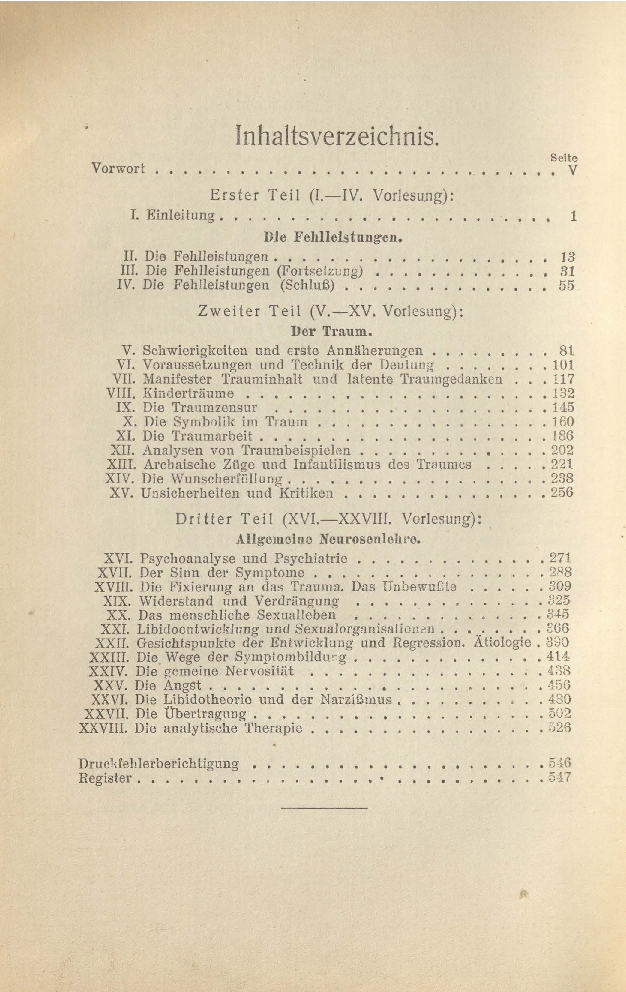 Inhaltsverzeichnis.
Seite
Vorwort . . . . . . . . . . . . . . . . . . . . . . . . . . . . . V
Erster Teil (I.—IV. Vorlesung):
I. Einleitung . . . . . . . . . . . . . . . . . . . . . . . . 1
Die Fehlleistungen.
II. Die Fehlleistungen . . . . . . . . . . . . . . . . . . . . 13
III. Die Fehlleistungen (Fortsetzung) . . . . . . . . . . . . . 31
IV. Die Fehlleistungen (Schluß) . . . . . . . . . . . . . . . 55
Zweiter Teil (V.—XV. Vorlesung):
Der Traum.
V. Schwierigkeiten und erste Annäherungen . . . . . . . . . 81
VI. Voraussetzungen und Technik der Deutung . . . . . . . . 101
VII. Manifester Trauminhalt und latente Traumgedanken . . . 117
VIII. Kinderträume . . . . . . . . . . . . . . . . . . . . . . 132
IX. Die Traumzensur . . . . . . . . . . . . . . . . . . . . 145
X. Die Symbolik im Traum . . . . . . . . . . . . . . . . . 160
XI. Die Traumarbeit . . . . . . . . . . . . . . . . . . . . . 186
XII. Analysen von Traumbeispielen . . . . . . . . . . . . . . 202
XIII. Archaische Züge und Infantilismus des Traumes . . . . . 221
XIV. Die Wunscherfüllung . . . . . . . . . . . . . . . . . . . 238
XV. Unsicherheiten und Kritiken . . . . . . . . . . . . . . . 256
Dritter Teil (XVI.—XXVIII. Vorlesung):
Allgemeine Neurosenlehre.
XVI. Psychoanalyse und Psychiatrie . . . . . . . . . . . . . . 271
XVII. Der Sinn der Symptome . . . . . . . . . . . . . . . . . 288
XVIII. Die Fixierung an das Trauma. Das Unbewußte . . . . . . 309
XIX. Widerstand und Verdrängung . . . . . . . . . . . . . . 325
XX. Das menschliche Sexualleben . . . . . . . . . . . . . . 345
XXI. Libidoentwicklung und Sexualorganisationen . . . . . . . . 366
XXII. Gesichtspunkte der Entwicklung und Regression. Ätiologie . 390
XXIII. Die Wege der Symptombildung . . . . . . . . . . . . . . 414
XXIV. Die gemeine Nervosität . . . . . . . . . . . . . . . . . 438
XXV. Die Angst . . . . . . . . . . . . . . . . . . . . . . . . 456
XXVI. Die Libidotheorie und der Narzißmus . . . . . . . . . . . 480
XXVII. Die Übertragung . . . . . . . . . . . . . . . . . . . . . 502
XXVIII. Die analytische Therapie . . . . . . . . . . . . . . . . . 526
Druckfehlerberichtigung . . . . . . . . . . . . . . . . . . . . . 546
Register . . . . . . . . . . . . . . . . . . . . . . . . . . . . . 547